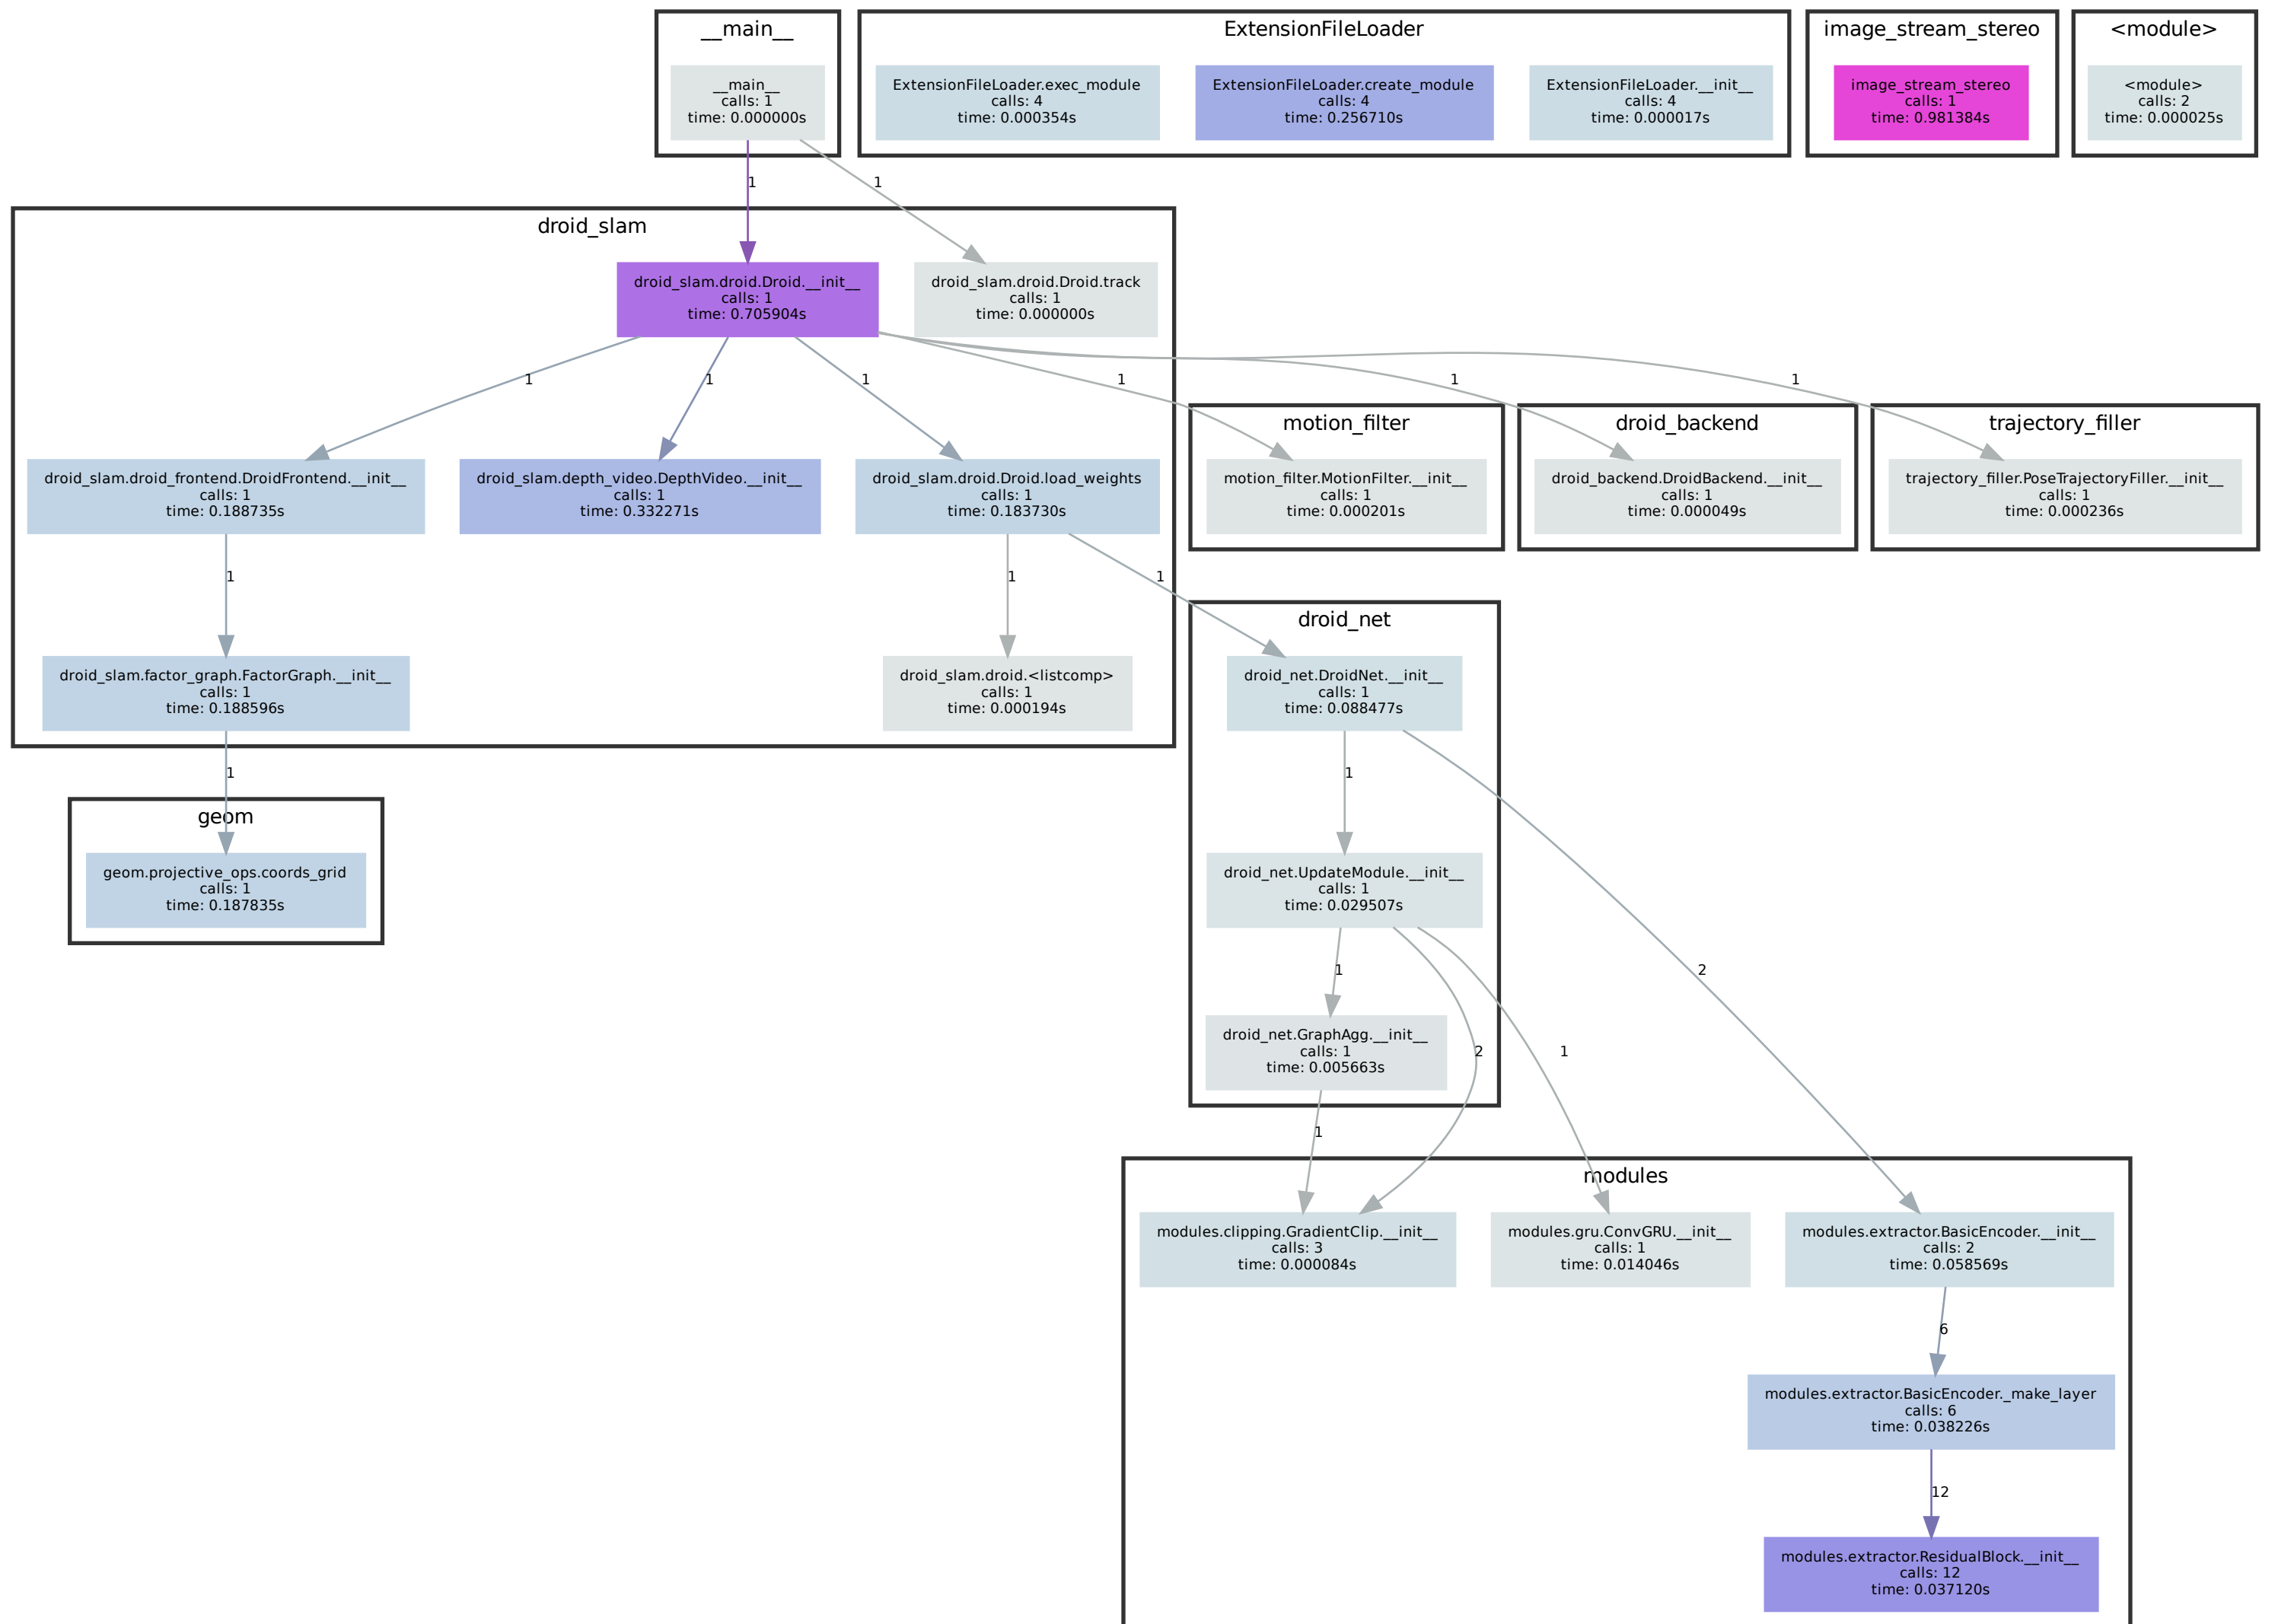 __main__
__main__
calls: 1
time: 0.000000s
ExtensionFileLoader
ExtensionFileLoader.exec_module
calls: 4
time: 0.000354s
ExtensionFileLoader.create_module
calls: 4
time: 0.256710s
ExtensionFileLoader.__init__
calls: 4
time: 0.000017s
image_stream_stereo
image_stream_stereo
calls: 1
time: 0.981384s
<module>
<module>
calls: 2
time: 0.000025s
1
1
droid_slam
droid_slam.droid.Droid.__init__
calls: 1
time: 0.705904s
droid_slam.droid.Droid.track
calls: 1
time: 0.000000s
1
1
1
1
1
1
droid_slam.droid_frontend.DroidFrontend.__init__
calls: 1
time: 0.188735s
droid_slam.depth_video.DepthVideo.__init__
calls: 1
time: 0.332271s
droid_slam.droid.Droid.load_weights
calls: 1
time: 0.183730s
motion_filter
motion_filter.MotionFilter.__init__
calls: 1
time: 0.000201s
droid_backend
droid_backend.DroidBackend.__init__
calls: 1
time: 0.000049s
trajectory_filler
trajectory_filler.PoseTrajectoryFiller.__init__
calls: 1
time: 0.000236s
1
1
1
droid_slam.factor_graph.FactorGraph.__init__
calls: 1
time: 0.188596s
droid_slam.droid.<listcomp>
calls: 1
time: 0.000194s
droid_net
droid_net.DroidNet.__init__
calls: 1
time: 0.088477s
1
1
geom
geom.projective_ops.coords_grid
calls: 1
time: 0.187835s
droid_net.UpdateModule.__init__
calls: 1
time: 0.029507s
1
2
droid_net.GraphAgg.__init__
calls: 1
time: 0.005663s
2
1
1
modules
modules.clipping.GradientClip.__init__
calls: 3
time: 0.000084s
modules.gru.ConvGRU.__init__
calls: 1
time: 0.014046s
modules.extractor.BasicEncoder.__init__
calls: 2
time: 0.058569s
6
modules.extractor.BasicEncoder._make_layer
calls: 6
time: 0.038226s
12
modules.extractor.ResidualBlock.__init__
calls: 12
time: 0.037120s